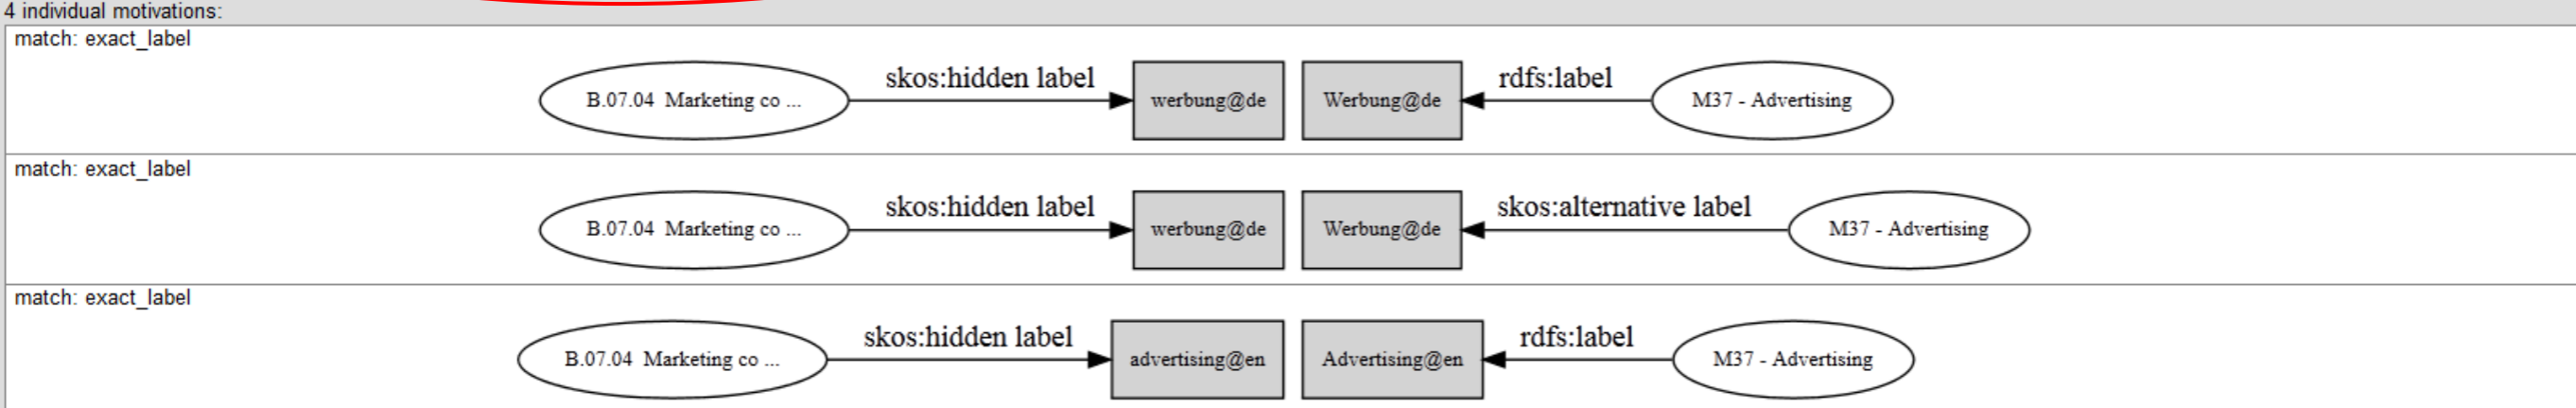 4 individual motivations:
match: exact_label
skos:hidden label rdfs:label
B.07.04 Marketing co ... werbung@de Werbung@de M37 - Advertising
match: exact_label
skos:hidden label skos:alternative label
B.07.04 Marketing co ... werbung@de Werbung@de M37 - Advertising
match: exact_label
skos:hidden label rdfs:label
B.07.04 Marketing co ... advertising@en Advertising@en M37 - Advertising